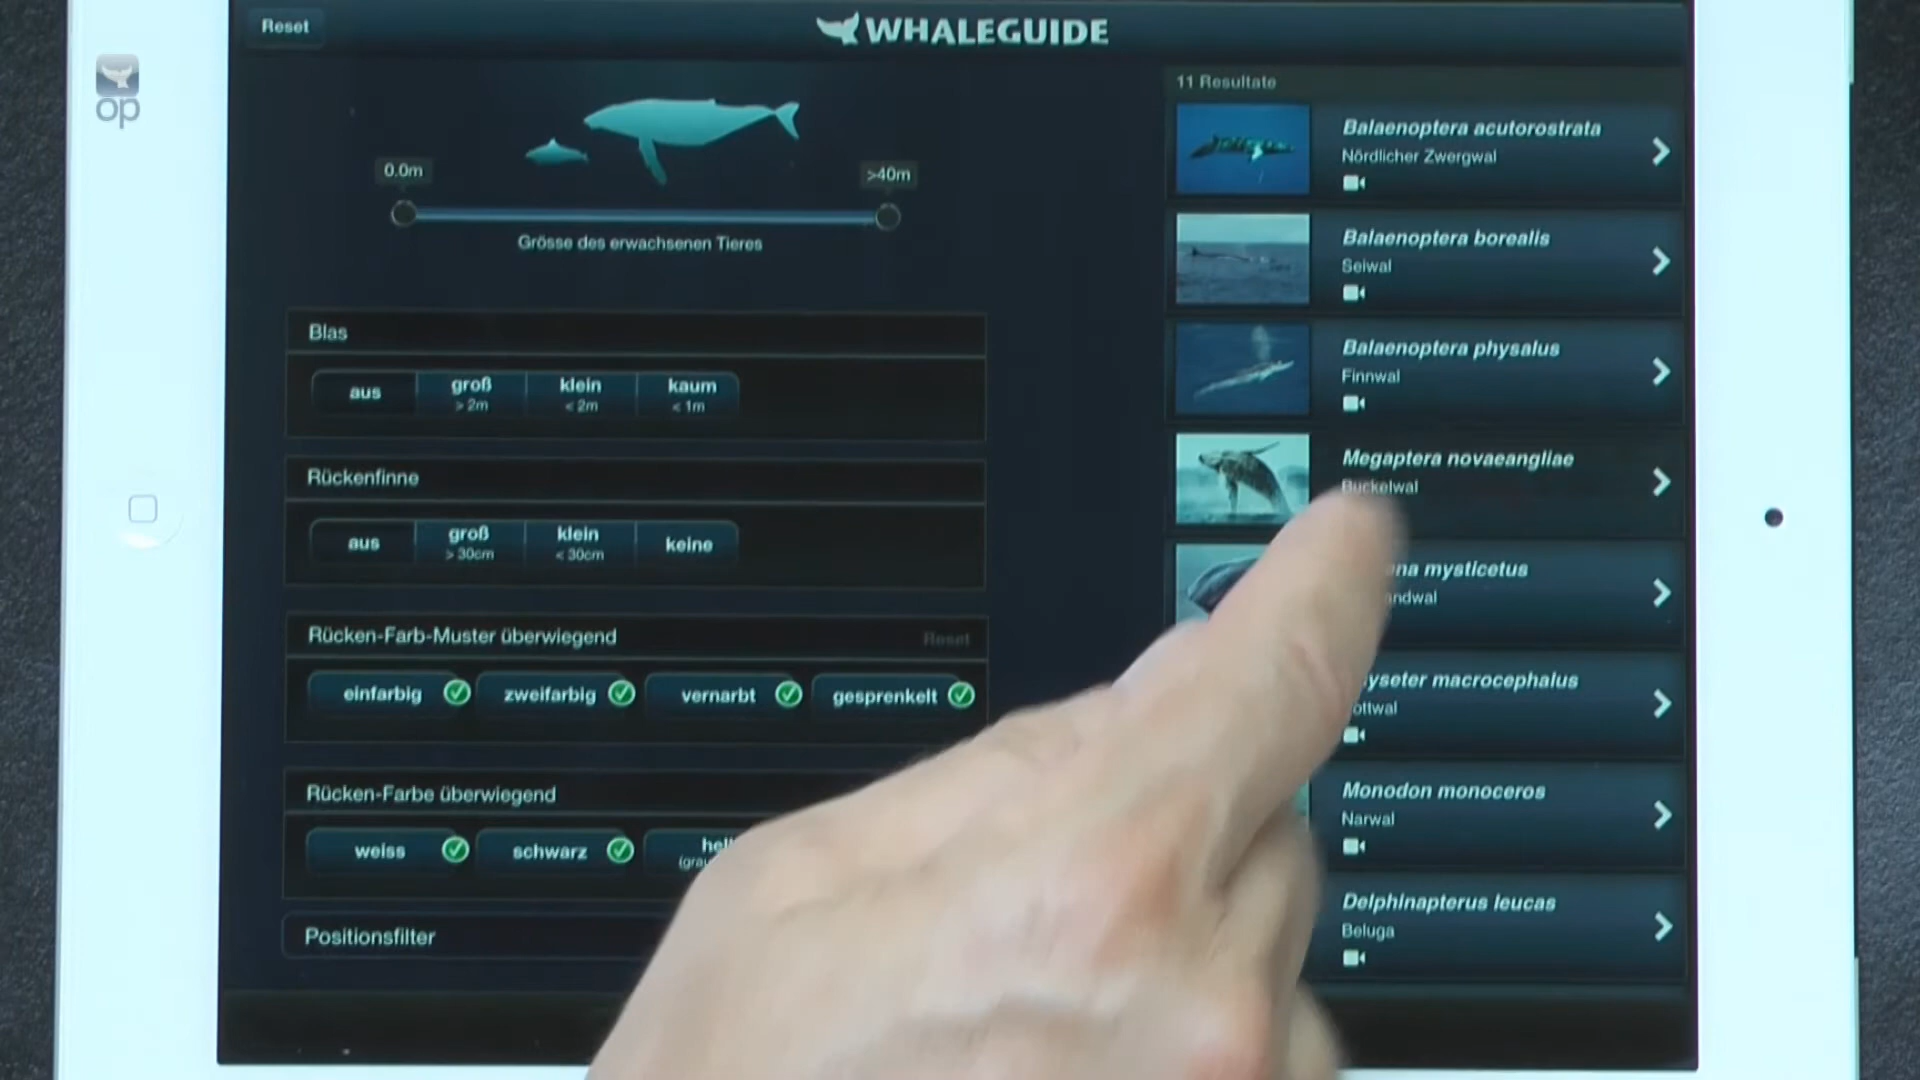 Reset
WHALEGUIDE
op
0.0m
>40m
Grösse des erwachsenen Tieres
Blas
aus
groß
> 2m
klein
< 2m
kaum
< 1m
Rückenfinne
aus
groß
> 30cm
klein
< 30cm
keine
Rücken-Farb-Muster überwiegend
Reset
einfarbig
zweifarbig
vernarbt
gesprenkelt
Rücken-Farbe überwiegend
weiss
schwarz
Positionsfilter
11 Resultate
Balaenoptera acutorostrata
Nördlicher Zwergwal
Balaenoptera borealis
Seiwal
Balaenoptera physalus
Finnwal
Megaptera novaeangliae
Buckelwal
mysticetus
macrocephalus
Monodon monoceros
Narwal
Delphinapterus leucas
Beluga